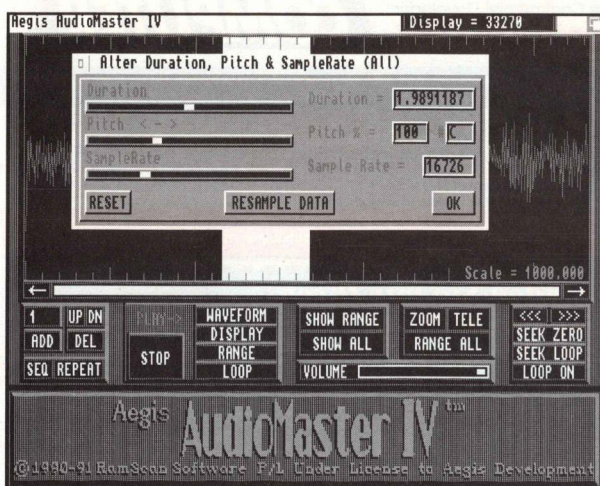 Aegis AudioMaster IV
Display = 33270
Alter Duration, Pitch & SampleRate (All)
Duration
Duration = 1.9891187
Pitch < - >
Pitch % = 100 # C
SampleRate
Sample Rate = 16726
RESET
RESAMPLE DATA
OK
Scale = 1000.000
1 UP DN
ADD DEL
SEQ REPEAT
PLAY->
STOP
WAVEFORM
DISPLAY
RANGE
LOOP
SHOW RANGE
SHOW ALL
VOLUME
ZOOM TELE
RANGE ALL
<<< >>>
SEEK ZERO
SEEK LOOP
LOOP ON
Aegis AudioMaster IV tm
©1990-91 RamScan Software P/L Under License to Aegis Development